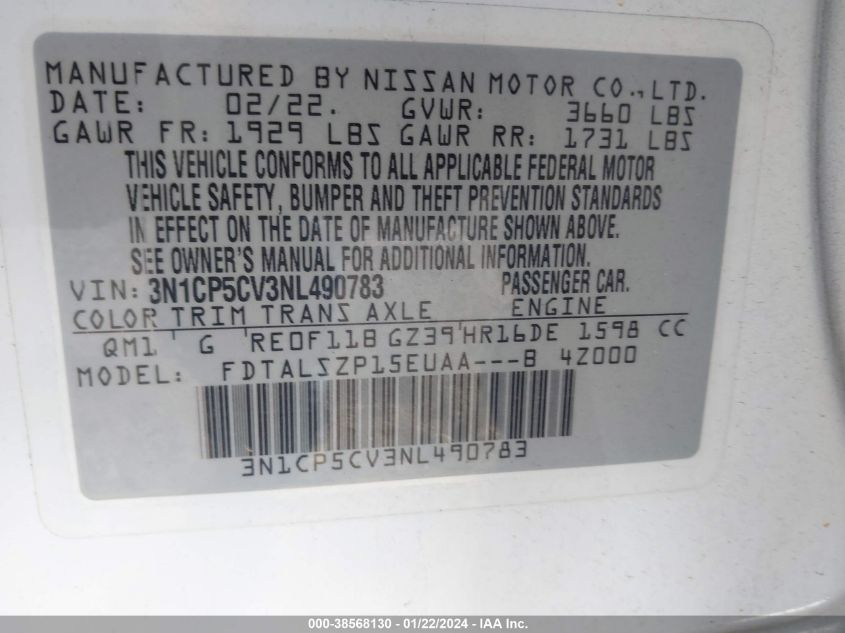 MANUFACTURED BY NISSAN MOTOR CO., LTD.
DATE: 02/22. GVWR: 3660 LBS
GAWR FR: 1929 LBS GAWR RR: 1731 LBS
THIS VEHICLE CONFORMS TO ALL APPLICABLE FEDERAL MOTOR
VEHICLE SAFETY, BUMPER AND THEFT PREVENTION STANDARDS
IN EFFECT ON THE DATE OF MANUFACTURE SHOWN ABOVE.
SEE OWNER'S MANUAL FOR ADDITIONAL INFORMATION.
VIN: 3N1CP5CV3NL490783 PASSENGER CAR.
COLOR TRIM TRANS AXLE ENGINE
QM1 G RE0F11B GZ39 HR16DE 1598 CC
MODEL: FDTALSZP15EUAA---B 4Z000
3N1CP5CV3NL490783
000-38568130 - 01/22/2024 - IAA Inc.